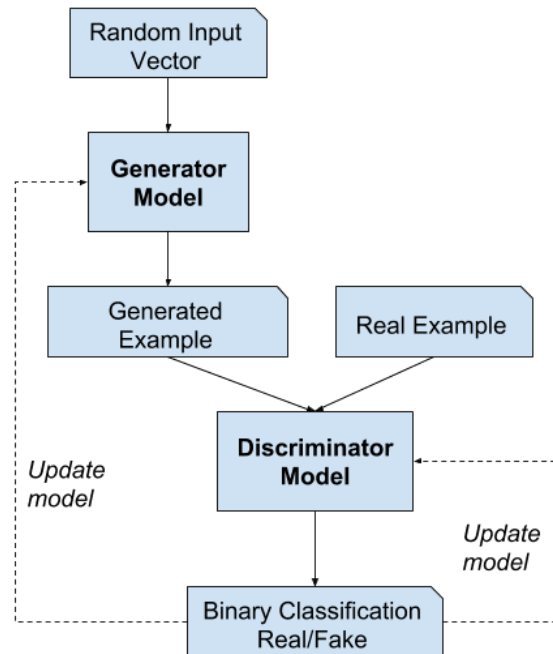 Random Input
Vector
Generator
Model
Generated
Example
Real Example
Discriminator
Model
Update
model
Update
model
Binary Classification
Real/Fake